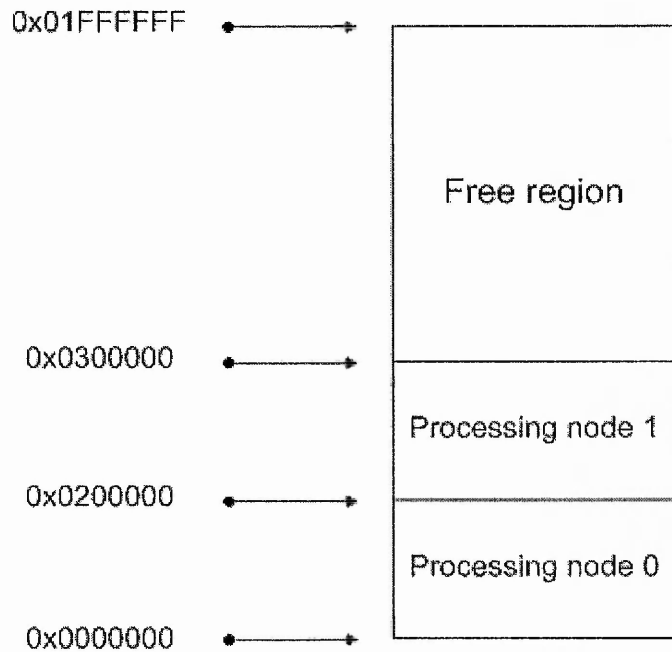 0x01FFFFFF
Free region
0x0300000
Processing node 1
0x0200000
Processing node 0
0x0000000